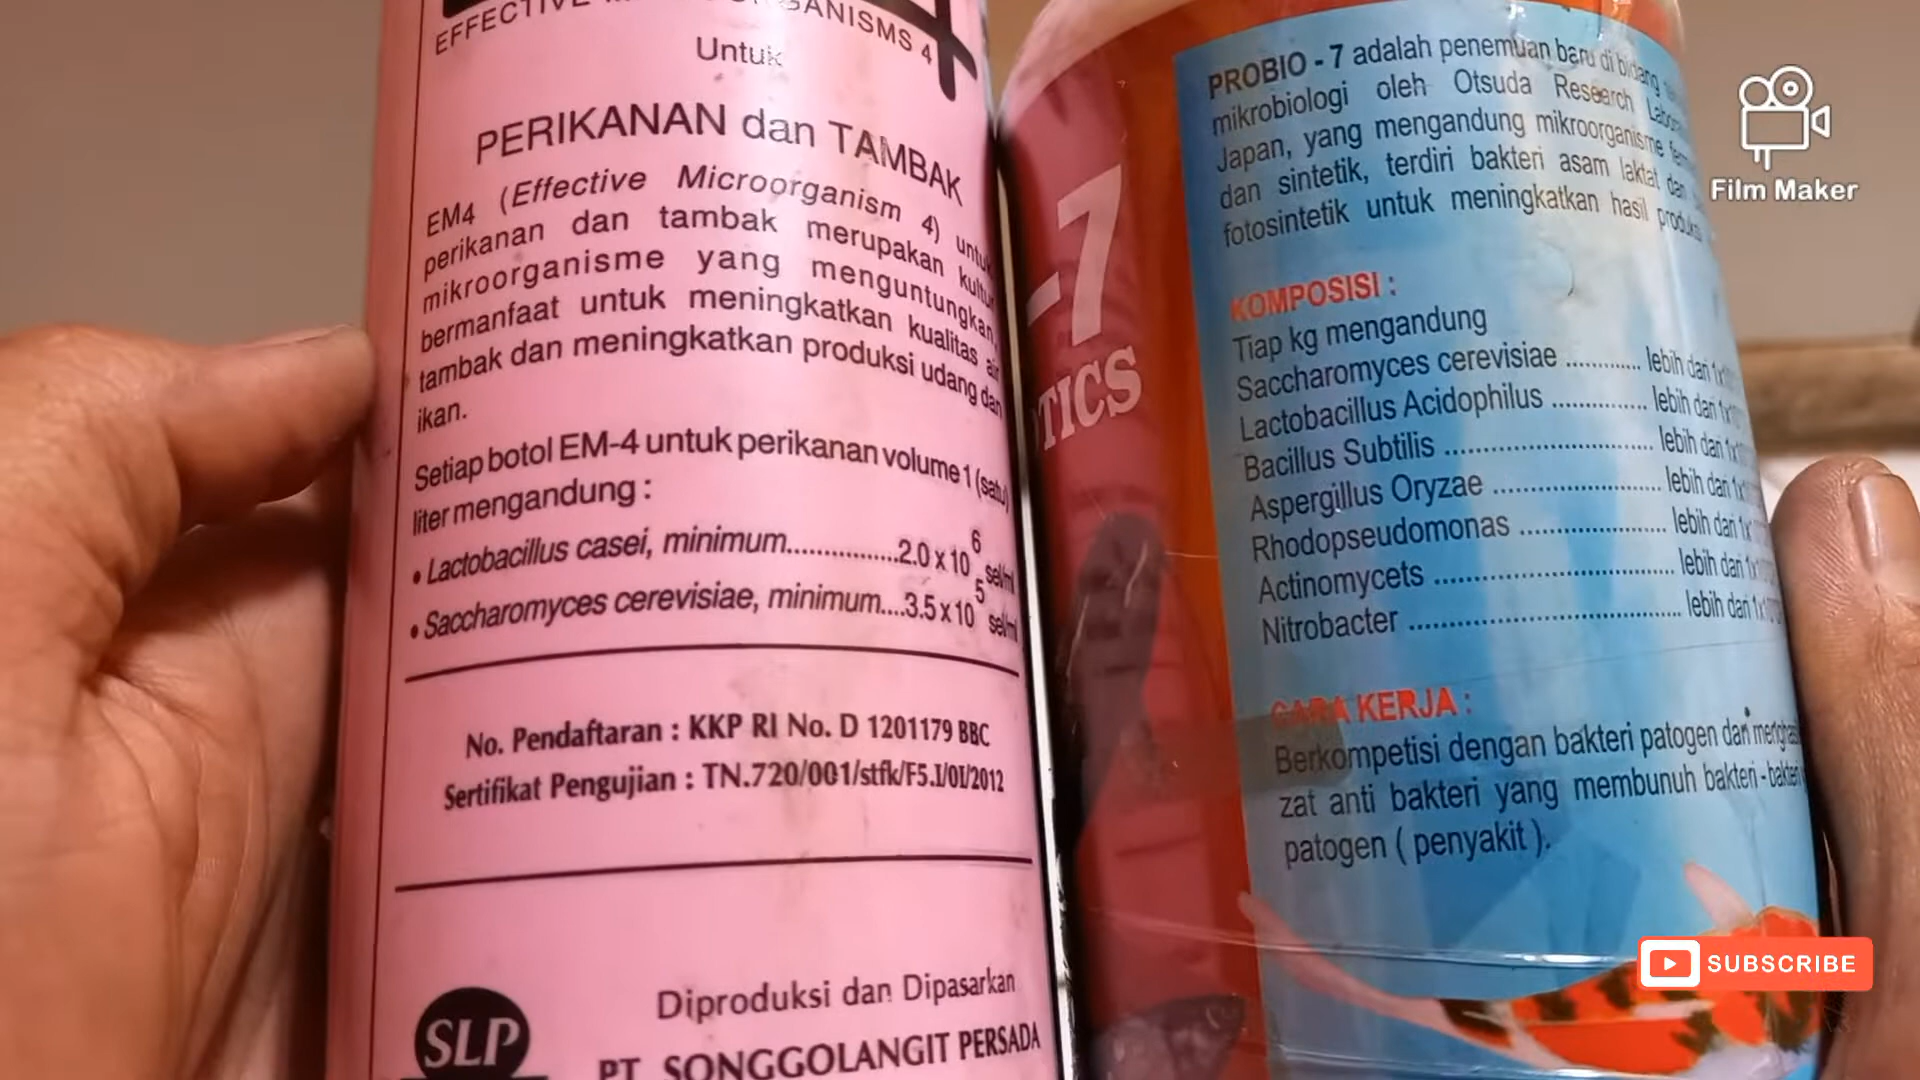 EFFECTIVE MICROORGANISMS 4
Untuk
PERIKANAN dan TAMBAK
EM4 (Effective Microorganism 4) untuk
perikanan dan tambak merupakan kultur
mikroorganisme yang menguntungkan,
bermanfaat untuk meningkatkan kualitas air
tambak dan meningkatkan produksi udang dan
ikan.
Setiap botol EM-4 untuk perikanan volume 1 (satu)
liter mengandung :
• Lactobacillus casei, minimum................2.0 x 10⁶ sel/ml
• Saccharomyces cerevisiae, minimum....3.5 x 10⁵ sel/ml
No. Pendaftaran : KKP RI No. D 1201179 BBC
Sertifikat Pengujian : TN.720/001/stfk/F5.I/0I/2012
SLP
Diproduksi dan Dipasarkan
PT. SONGGOLANGIT PERSADA
-7
TICS
PROBIO - 7 adalah penemuan baru di bidang
mikrobiologi oleh Otsuda Research
Japan, yang mengandung mikroorganisme
dan sintetik, terdiri bakteri asam laktat dan
fotosintetik untuk meningkatkan hasil produksi
KOMPOSISI :
Tiap kg mengandung
Saccharomyces cerevisiae ............ lebih dari
Lactobacillus Acidophilus ............... lebih dari
Bacillus Subtilis ................................. lebih dari
Aspergillus Oryzae .......................... lebih dari
Rhodopseudomonas ....................... lebih dari
Actinomycets ..................................... lebih dari
Nitrobacter .......................................... lebih dari
CARA KERJA :
Berkompetisi dengan bakteri patogen dan
zat anti bakteri yang membunuh bakteri - bakteri
patogen ( penyakit ).
Film Maker
SUBSCRIBE